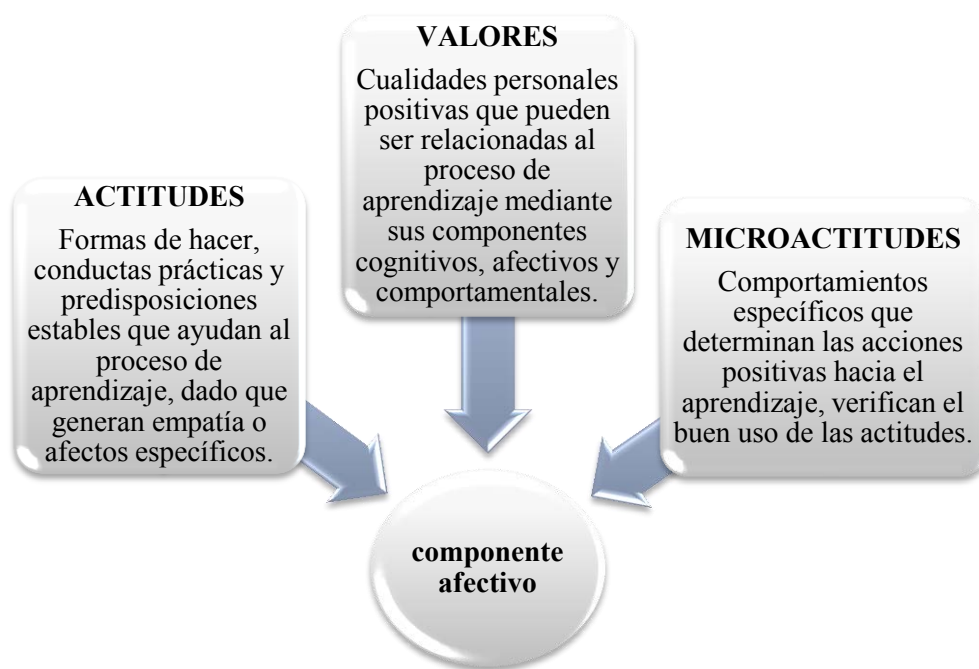 ACTITUDES
Formas de hacer,
conductas prácticas y
predisposiciones
estables que ayudan al
proceso de
aprendizaje, dado que
generan empatía o
afectos específicos.
VALORES
Cualidades personales
positivas que pueden
ser relacionadas al
proceso de
aprendizaje mediante
sus componentes
cognitivos, afectivos y
comportamentales.
MICROACTITUDES
Comportamientos
específicos que
determinan las acciones
positivas hacia el
aprendizaje, verifican el
buen uso de las actitudes.
componente
afectivo